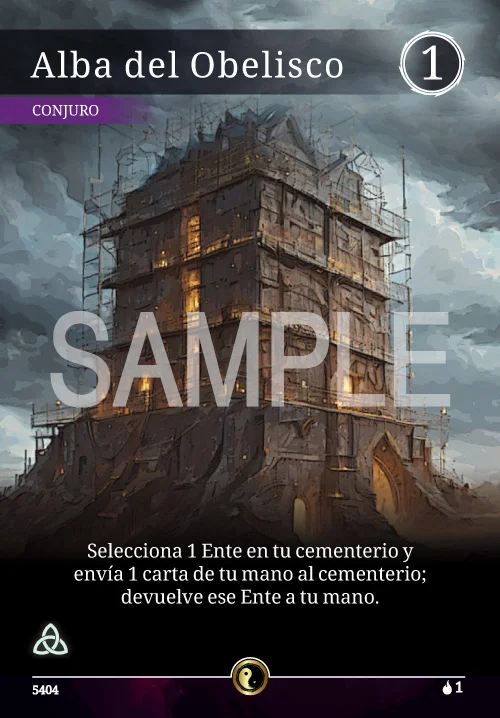 Alba del Obelisco
1
CONJURO
SAMPLE
Selecciona 1 Ente en tu cementerio y
envía 1 carta de tu mano al cementerio;
devuelve ese Ente a tu mano.
5404
1